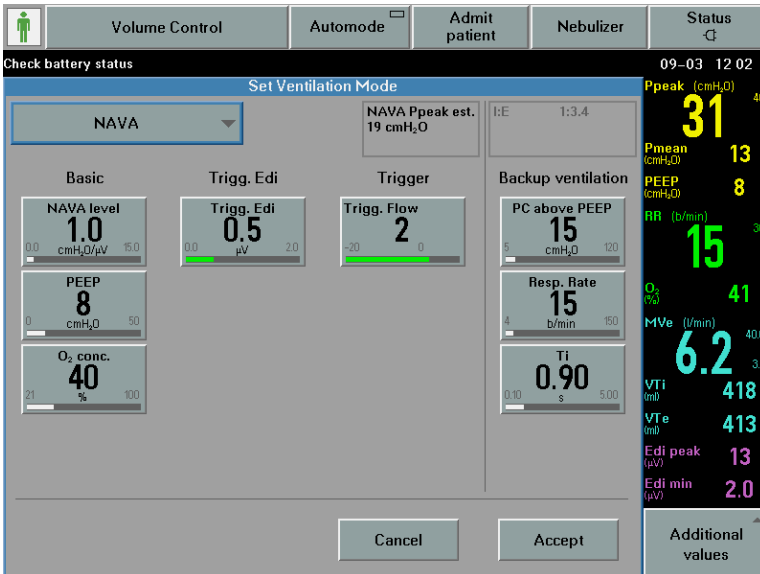 Volume Control
Automode
Admit
patient
Nebulizer
Status
Check battery status
09-03 12 02
Set Ventilation Mode
NAVA
NAVA Ppeak est.
19 cmH₂O
I:E 1:3.4
Basic
Trigg. Edi
Trigger
Backup ventilation
NAVA level
1.0
0.0 cmH₂O/µV 15.0
Trigg. Edi
0.5
0.0 µV 2.0
Trigg. Flow
2
-20 0
PC above PEEP
15
5 cmH₂O 120
PEEP
8
0 cmH₂O 50
Resp. Rate
15
4 b/min 150
O₂ conc.
40
21 % 100
Ti
0.90
0.10 s 5.00
Cancel
Accept
Ppeak (cmH₂O)
31
Pmean
(cmH₂O)
13
PEEP
(cmH₂O)
8
RR (b/min)
15
O₂
(%)
41
MVe (l/min)
6.2
40.0
VTi
(ml)
418
VTe
(ml)
413
Edi peak
(µV)
13
Edi min
(µV)
2.0
Additional
values